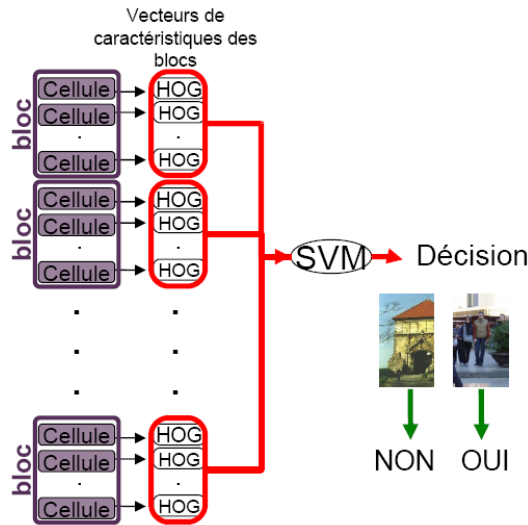 Vecteurs de
caractéristiques des
blocs
bloc
Cellule HOG
Cellule HOG
. .
Cellule HOG
bloc
Cellule HOG
Cellule HOG
. .
Cellule HOG
SVM Décision
. .
. .
. .
NON OUI
bloc
Cellule HOG
Cellule HOG
. .
Cellule HOG